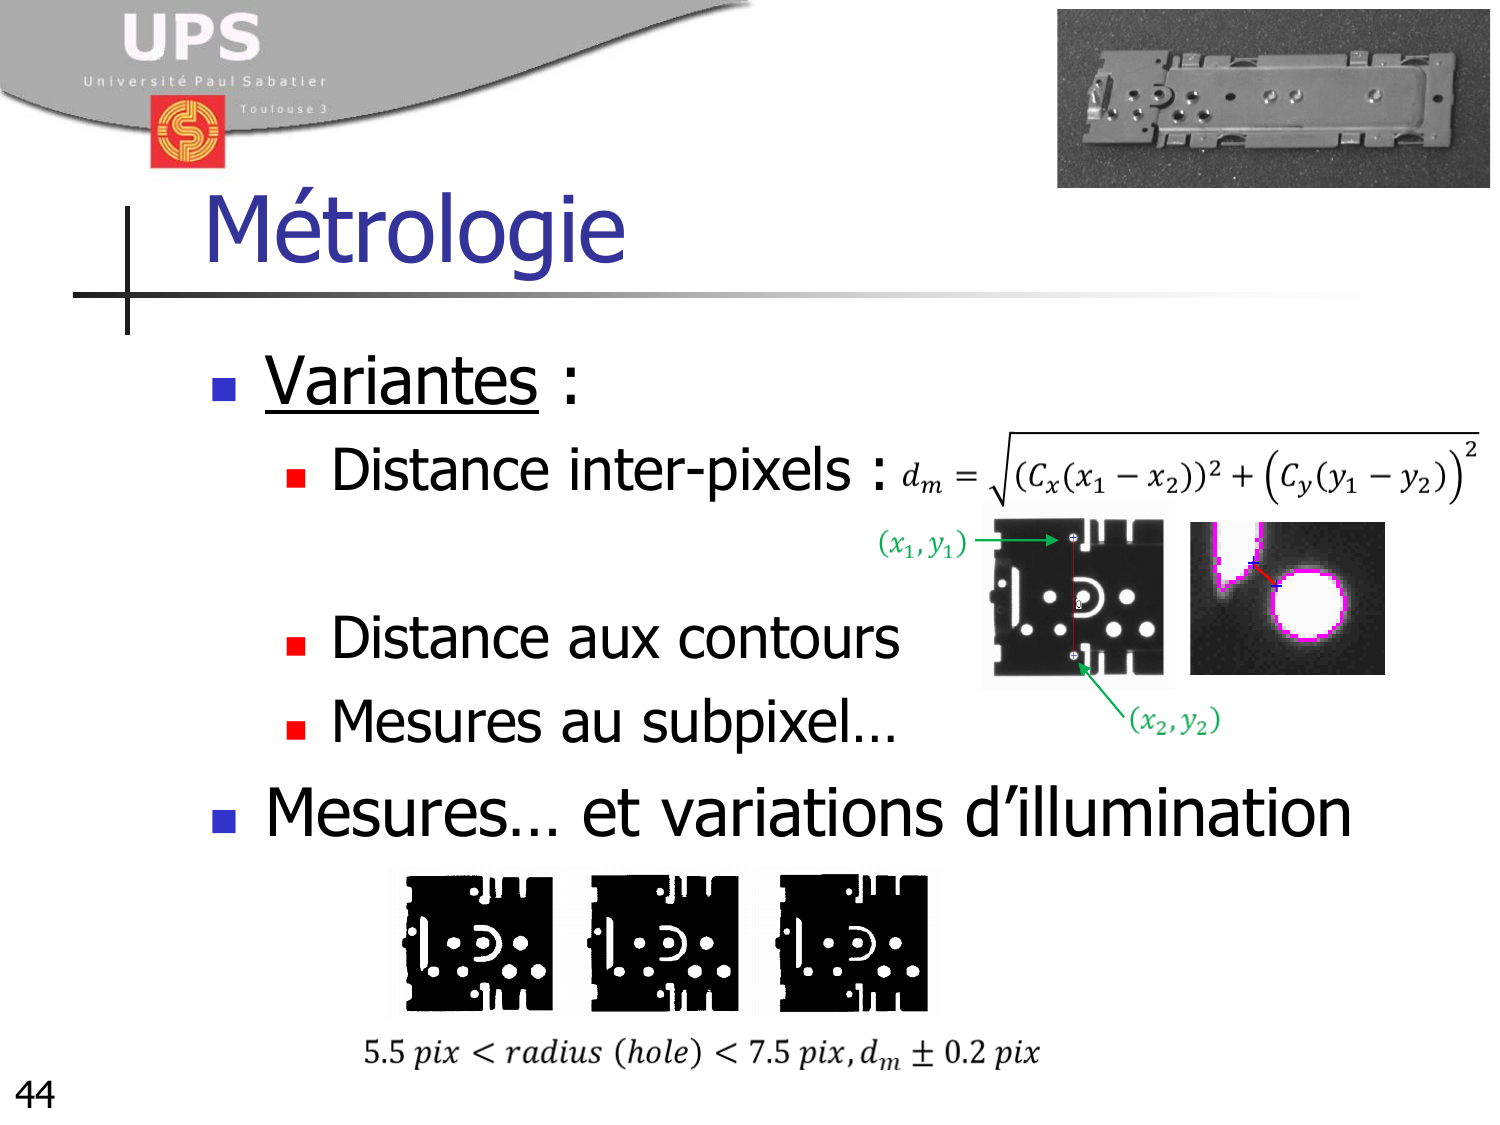 UPS
Université Paul Sabatier
Toulouse 3
Métrologie
Variantes :
Distance inter-pixels : $d_m = \sqrt{(C_x(x_1 - x_2))^2 + \left(C_y(y_1 - y_2)\right)^2}$
$(x_1, y_1)$
Distance aux contours
Mesures au subpixel…
$(x_2, y_2)$
Mesures… et variations d’illumination
$5.5\ pix < radius\ (hole) < 7.5\ pix, d_m \pm 0.2\ pix$
44